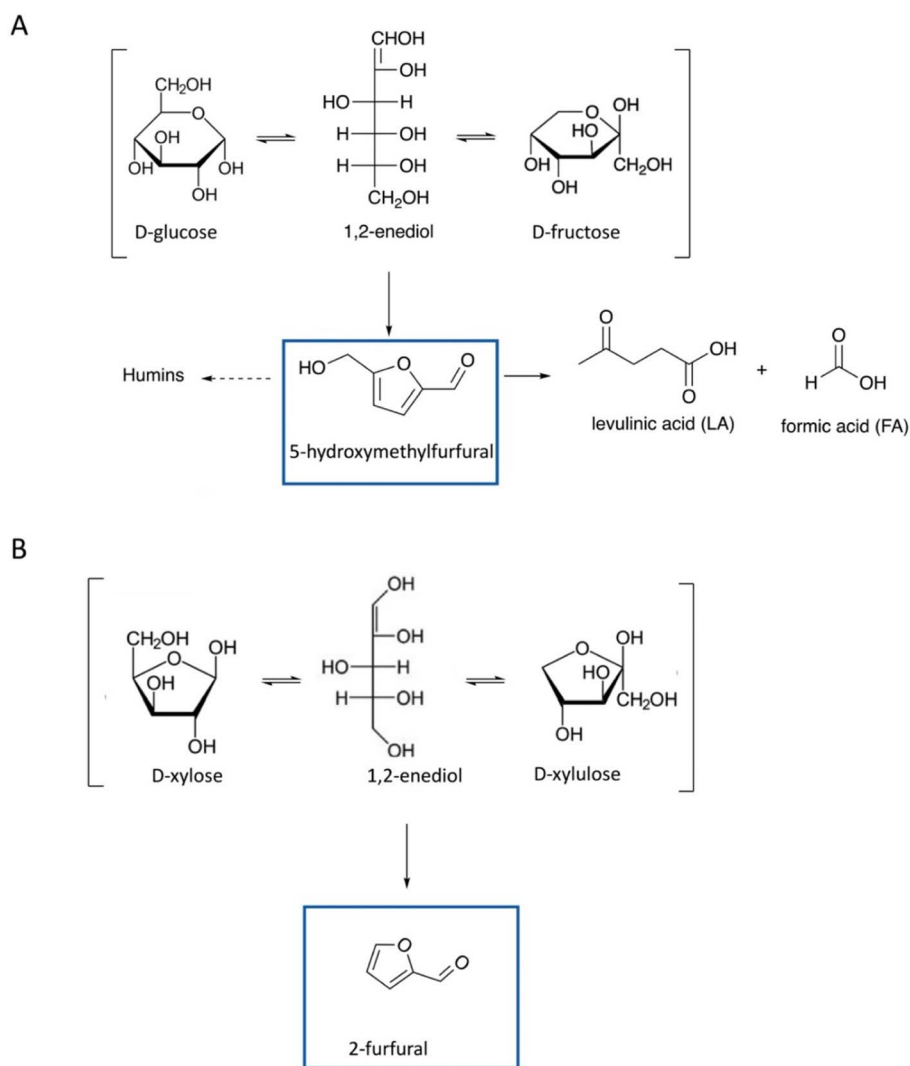 A
CHOH
OH
HO H
H OH
H OH
CH₂OH
1,2-enediol
CH₂OH
O
OH
OH OH
OH
D-glucose
O OH
HO
OH CH₂OH
OH
D-fructose
Humins
HO O O
5-hydroxymethylfurfural
O
OH
O
levulinic acid (LA)
+
O
H OH
formic acid (FA)
B
CH₂OH OH
O
OH
OH
D-xylose
OH
OH
HO H
H OH
OH
1,2-enediol
O OH
HO
CH₂OH
OH
D-xylulose
O O
2-furfural